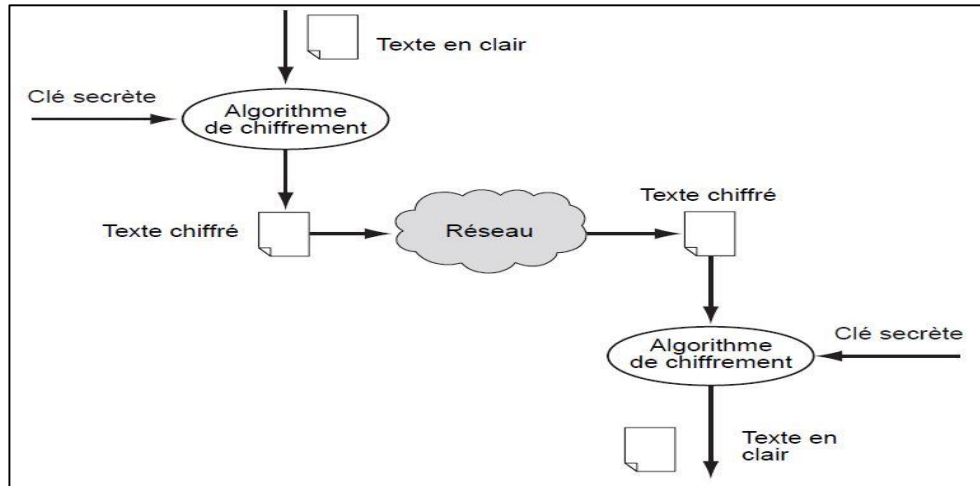 Texte en clair
Clé secrète
Algorithme
de chiffrement
Texte chiffré
Réseau
Texte chiffré
Algorithme
de chiffrement
Clé secrète
Texte en
clair